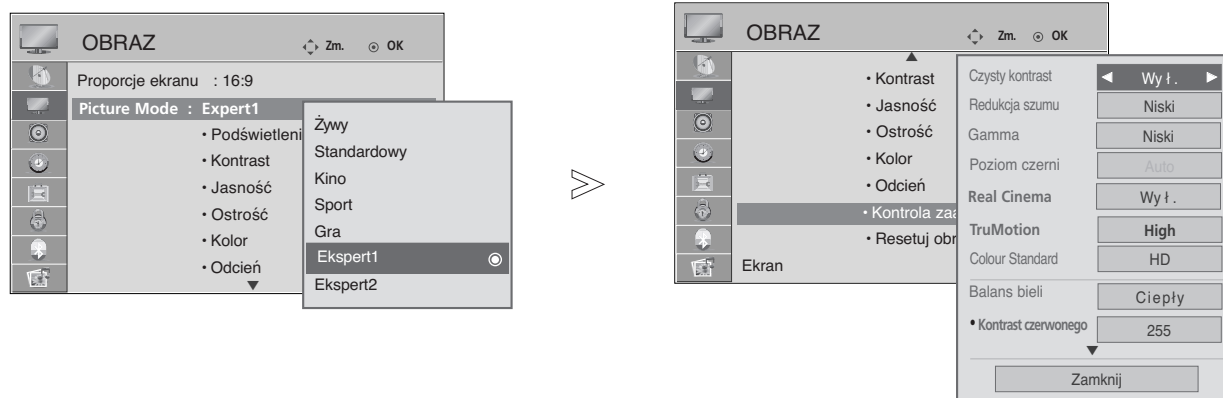 OBRAZ
Zm. OK
Proporcje ekranu : 16:9
Picture Mode : Expert1
• Podświetleni
• Kontrast
• Jasność
• Ostrość
• Kolor
• Odcień
Żywy
Standardowy
Kino
Sport
Gra
Ekspert1
Ekspert2
OBRAZ
Zm. OK
• Kontrast
• Jasność
• Ostrość
• Kolor
• Odcień
• Kontrola zaa
• Resetuj obr
Ekran
Czysty kontrast Wył.
Redukcja szumu Niski
Gamma Niski
Poziom czerni Auto
Real Cinema Wył.
TruMotion High
Colour Standard HD
Balans bieli Ciepły
• Kontrast czerwonego 255
Zamknij